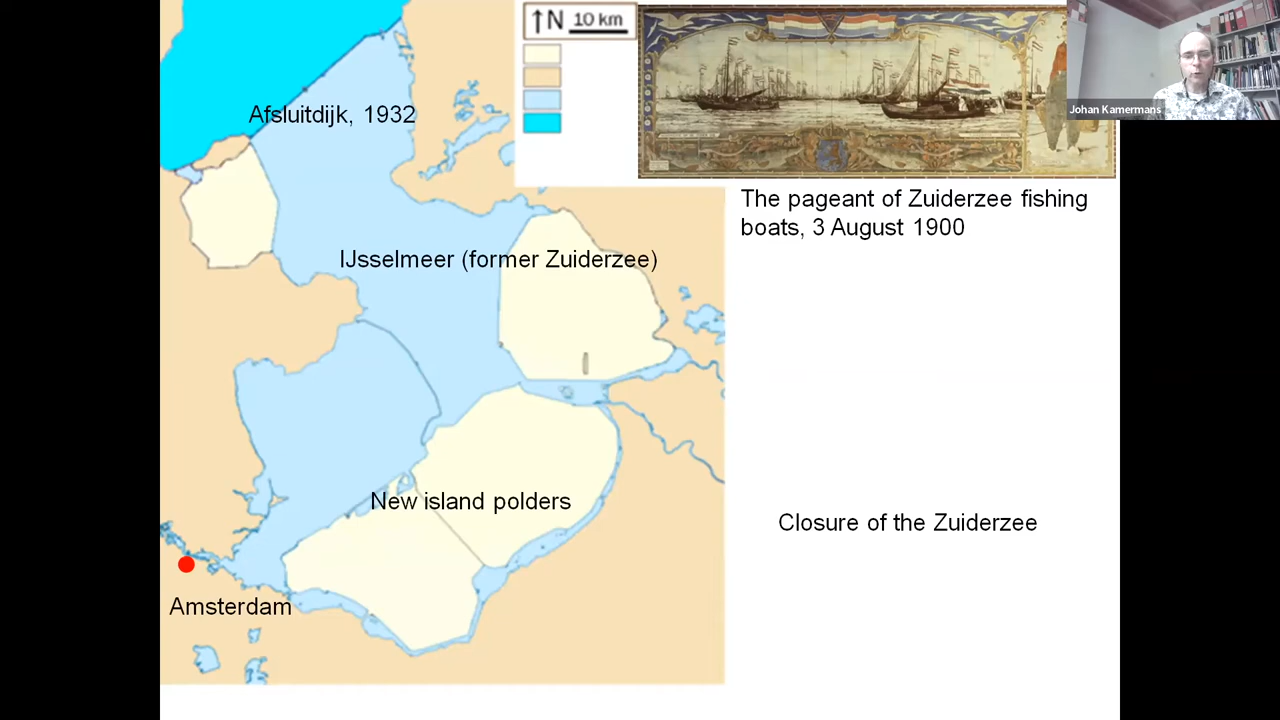 ↑N 10 km
Afsluitdijk, 1932
Johan Kamermans
The pageant of Zuiderzee fishing
boats, 3 August 1900
IJsselmeer (former Zuiderzee)
New island polders
Closure of the Zuiderzee
Amsterdam